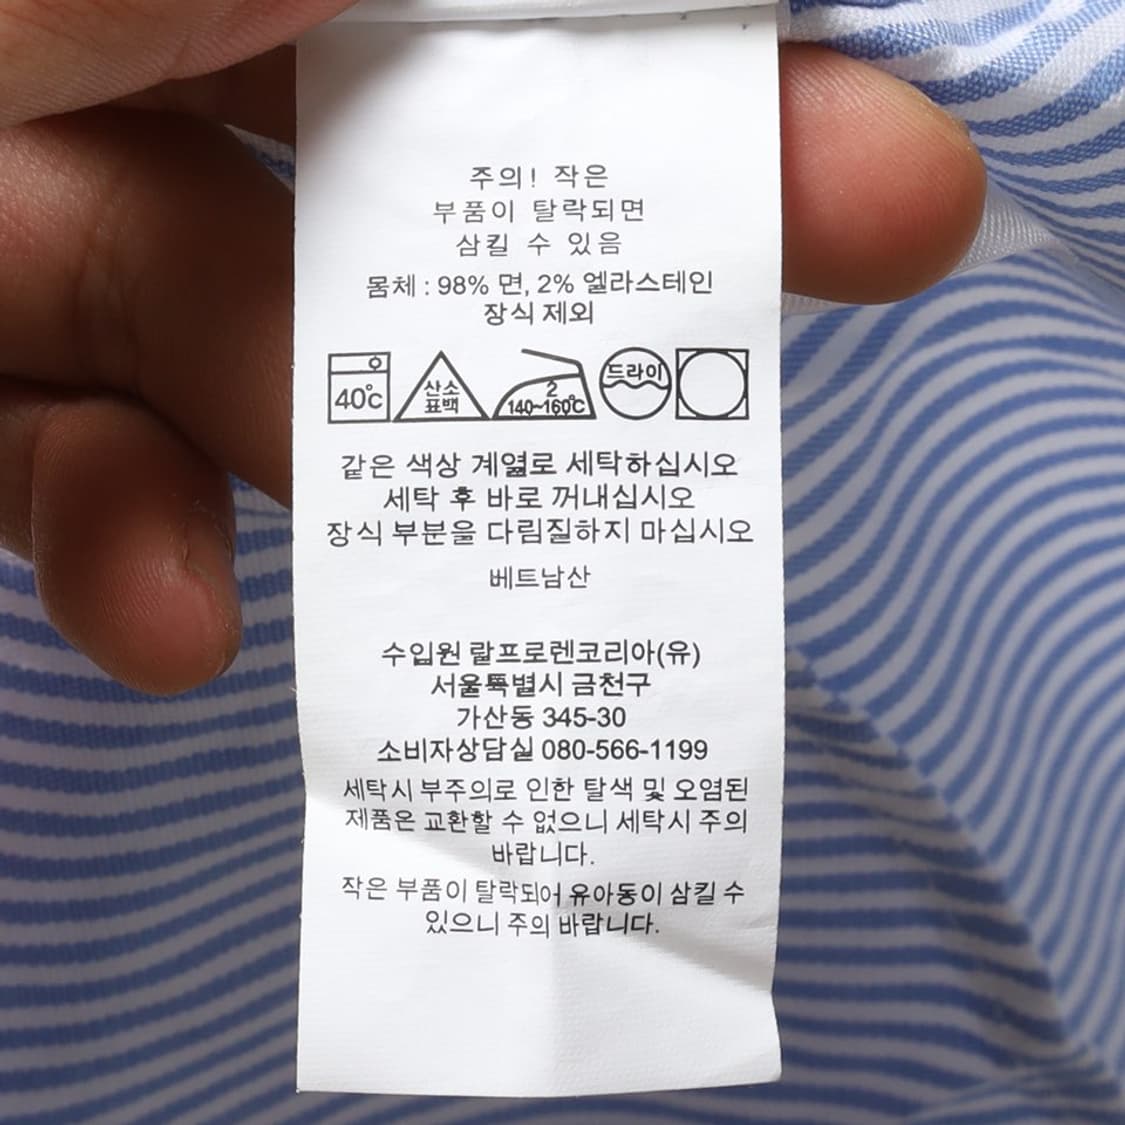 주의! 작은
부품이 탈락되면
삼킬 수 있음
몸체 : 98% 면, 2% 엘라스테인
장식 제외
40℃ 산소 표백 2 140~160℃ 드라이
같은 색상 계열로 세탁하십시오
세탁 후 바로 꺼내십시오
장식 부분을 다림질하지 마십시오
베트남산
수입원 랄프로렌코리아(유)
서울특별시 금천구
가산동 345-30
소비자상담실 080-566-1199
세탁시 부주의로 인한 탈색 및 오염된
제품은 교환할 수 없으니 세탁시 주의
바랍니다.
작은 부품이 탈락되어 유아동이 삼킬 수
있으니 주의 바랍니다.